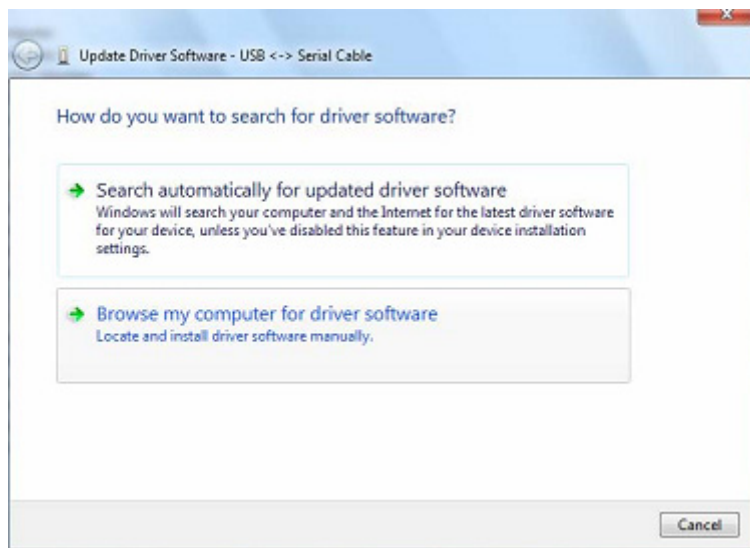 Update Driver Software - USB <-> Serial Cable
How do you want to search for driver software?
Search automatically for updated driver software
Windows will search your computer and the Internet for the latest driver software
for your device, unless you've disabled this feature in your device installation
settings.
Browse my computer for driver software
Locate and install driver software manually.
Cancel